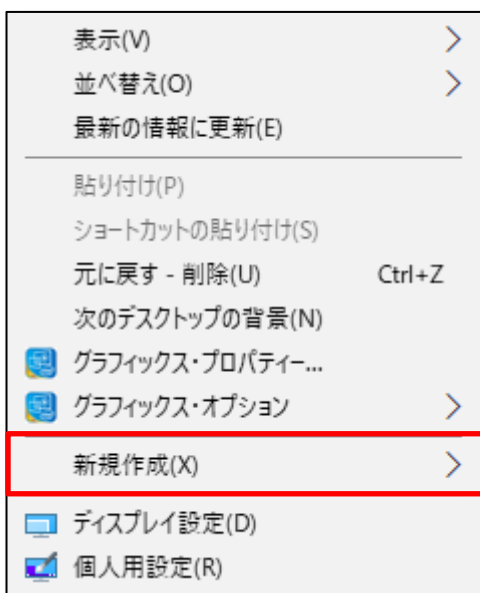 表示(V)
並べ替え(O)
最新の情報に更新(E)
貼り付け(P)
ショートカットの貼り付け(S)
元に戻す - 削除(U) Ctrl+Z
次のデスクトップの背景(N)
グラフィックス・プロパティー...
グラフィックス・オプション
新規作成(X)
ディスプレイ設定(D)
個人用設定(R)